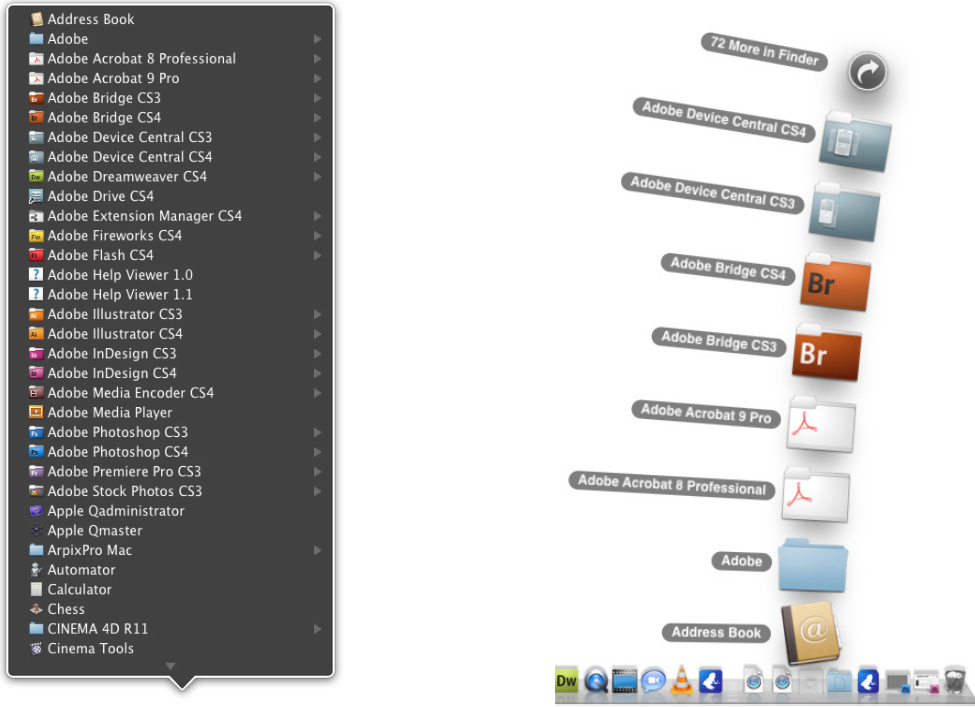 Address Book
Adobe
Adobe Acrobat 8 Professional
Adobe Acrobat 9 Pro
Adobe Bridge CS3
Adobe Bridge CS4
Adobe Device Central CS3
Adobe Device Central CS4
Adobe Dreamweaver CS4
Adobe Drive CS4
Adobe Extension Manager CS4
Adobe Fireworks CS4
Adobe Flash CS4
Adobe Help Viewer 1.0
Adobe Help Viewer 1.1
Adobe Illustrator CS3
Adobe Illustrator CS4
Adobe InDesign CS3
Adobe InDesign CS4
Adobe Media Encoder CS4
Adobe Media Player
Adobe Photoshop CS3
Adobe Photoshop CS4
Adobe Premiere Pro CS3
Adobe Stock Photos CS3
Apple Qadministrator
Apple Qmaster
ArpixPro Mac
Automator
Calculator
Chess
CINEMA 4D R11
Cinema Tools
72 More in Finder
Adobe Device Central CS4
Adobe Device Central CS3
Adobe Bridge CS4
Br
Adobe Bridge CS3
Br
Adobe Acrobat 9 Pro
Adobe Acrobat 8 Professional
Adobe
Address Book
@
Dw